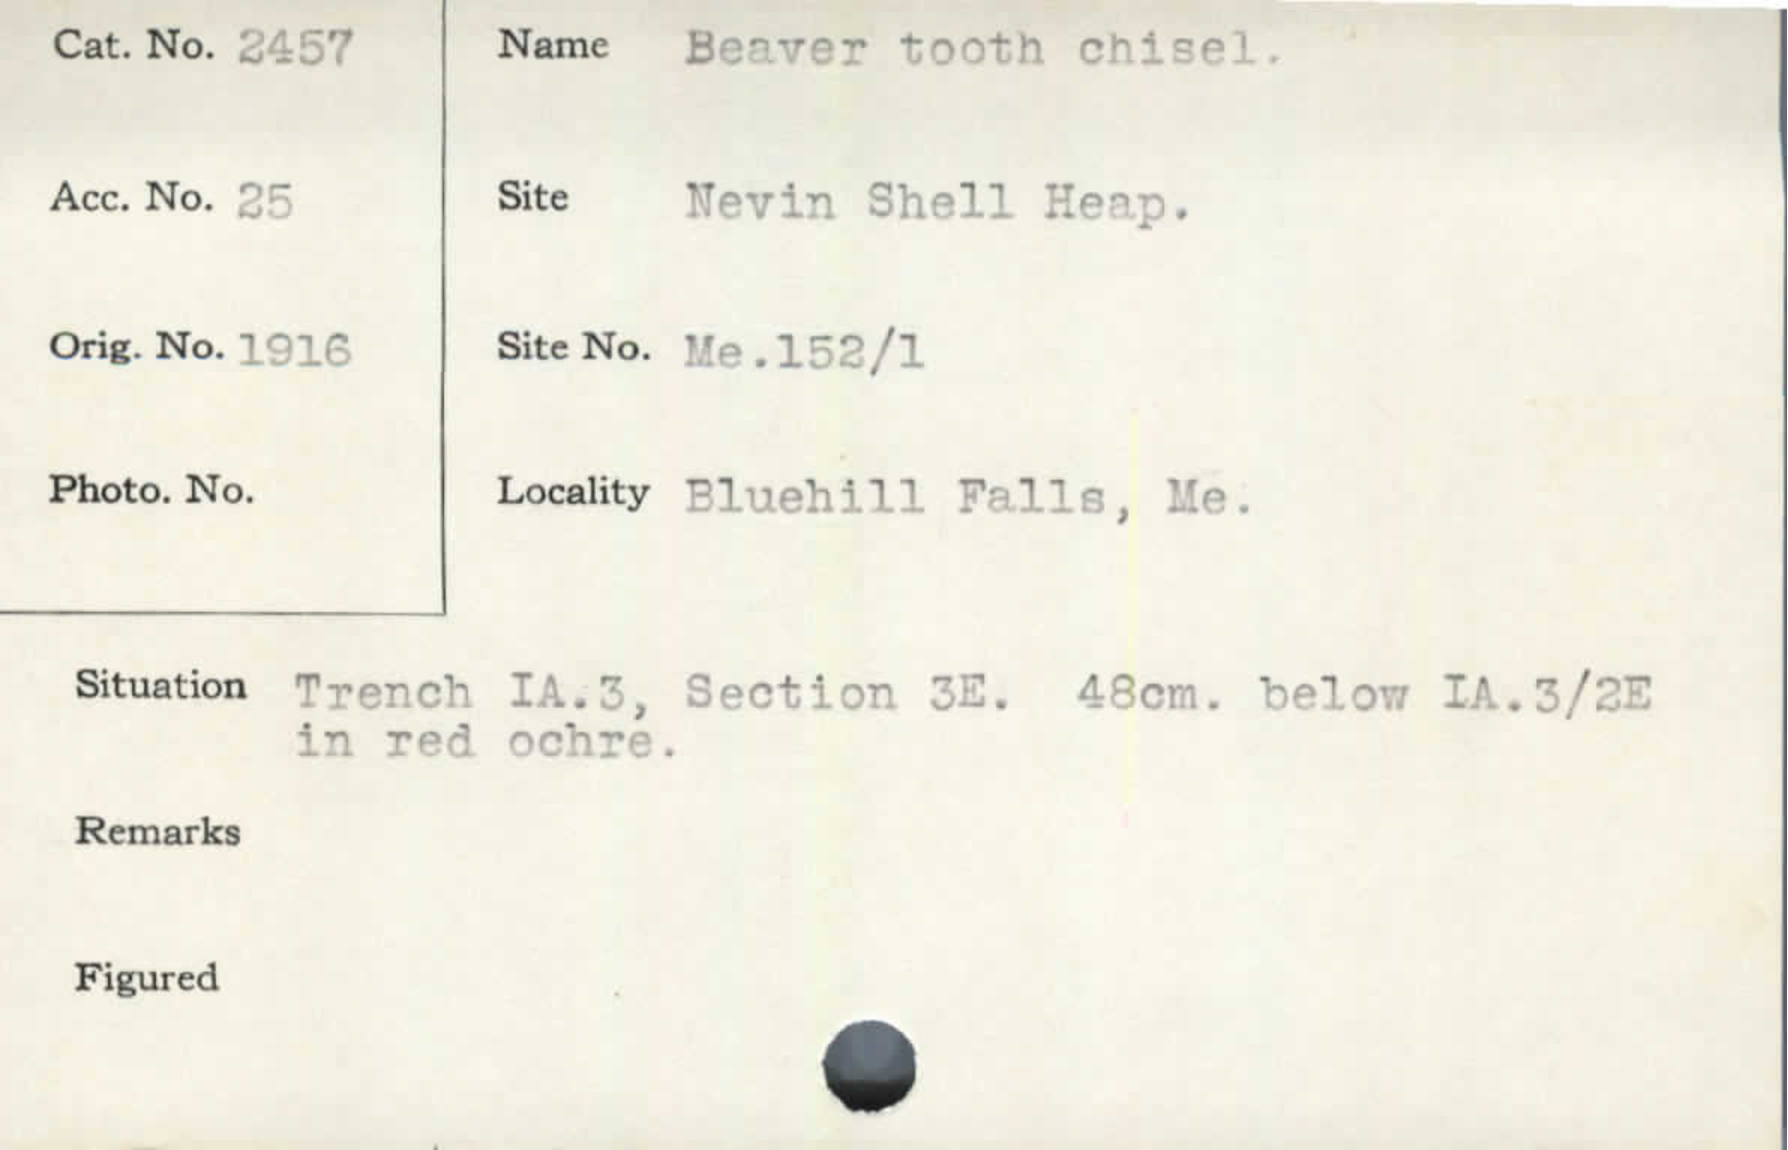 Cat. No. 2457
Name Beaver tooth chisel.
Acc. No. 25
Site Nevin Shell Heap.
Orig. No. 1916
Site No. Me.152/1
Photo. No.
Locality Bluehill Falls, Me.
Situation Trench IA.3, Section 3E. 48cm. below IA.3/2E
in red ochre.
Remarks
Figured